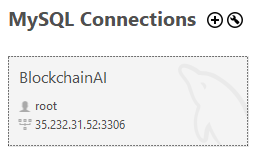 MySQL Connections
BlockchainAI
root
35.232.31.52:3306